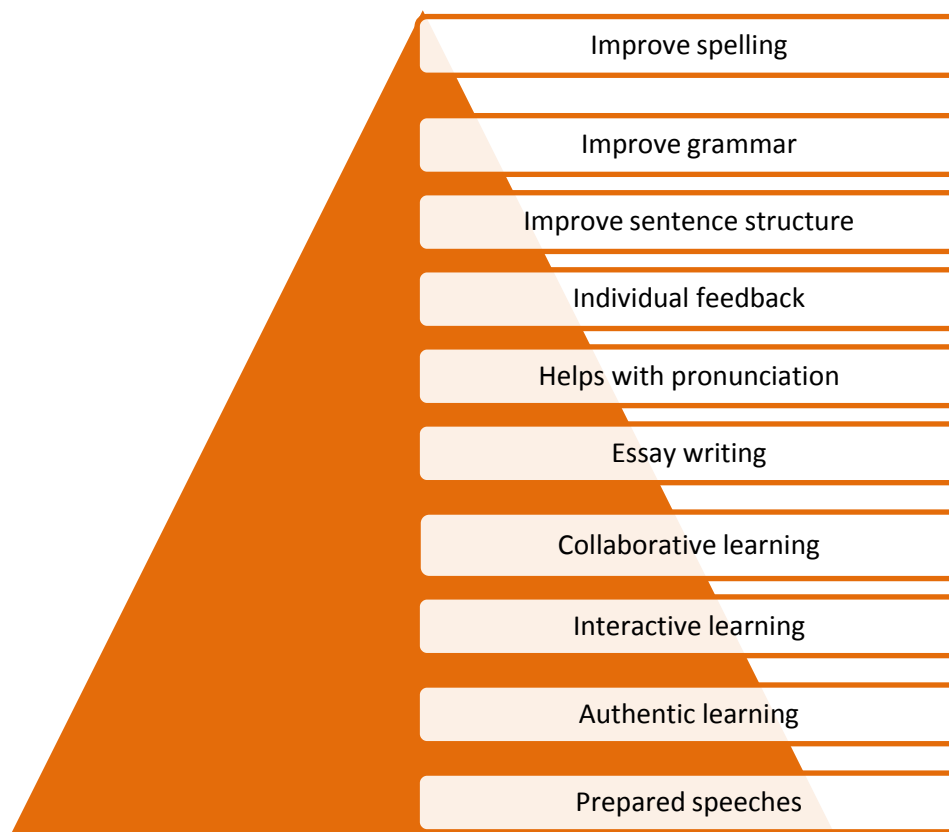 Improve spelling
Improve grammar
Improve sentence structure
Individual feedback
Helps with pronunciation
Essay writing
Collaborative learning
Interactive learning
Authentic learning
Prepared speeches